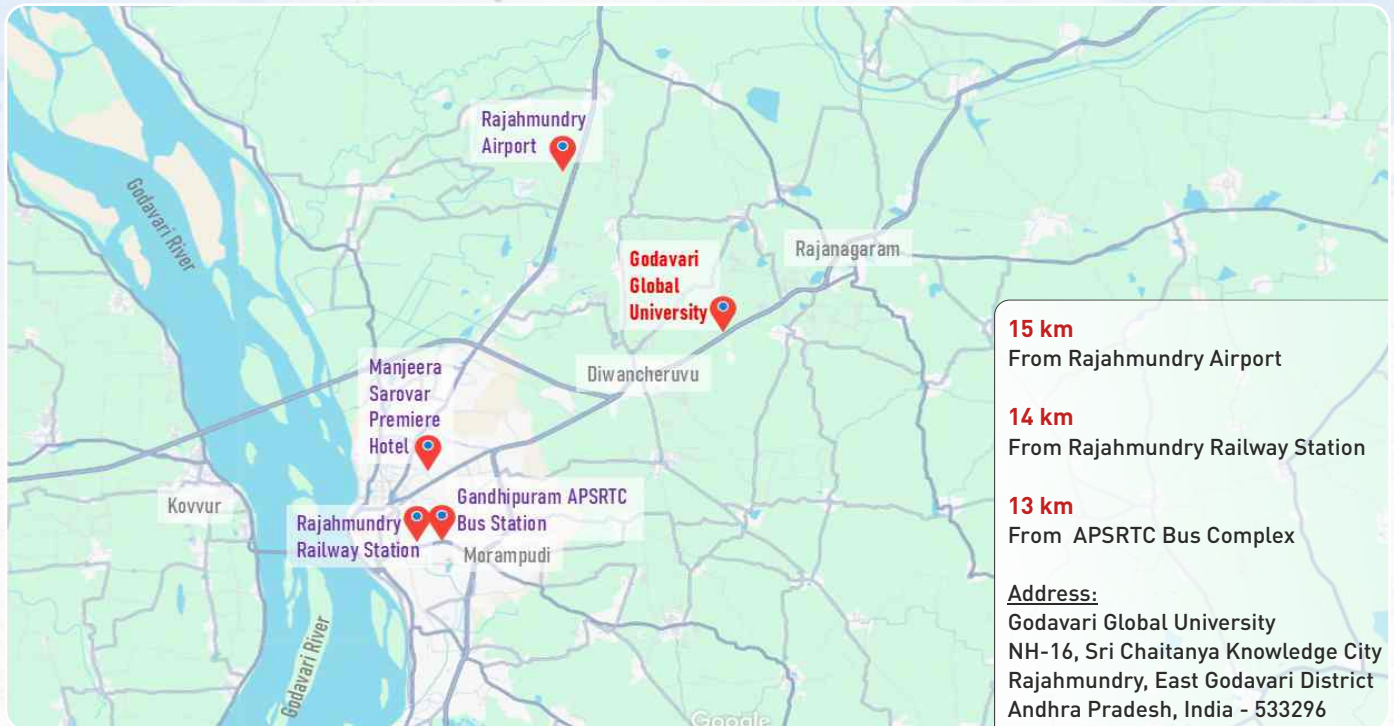 Rajahmundry
Airport
Godavari River
Godavari
Global
University
Rajanagaram
Manjeera
Sarovar
Premiere
Hotel
Diwancheruvu
Kovvur
Rajahmundry
Railway Station
Gandhipuram APSRTC
Bus Station
Morampudi
Godavari River
Google
15 km
From Rajahmundry Airport
14 km
From Rajahmundry Railway Station
13 km
From APSRTC Bus Complex
Address:
Godavari Global University
NH-16, Sri Chaitanya Knowledge City
Rajahmundry, East Godavari District
Andhra Pradesh, India - 533296